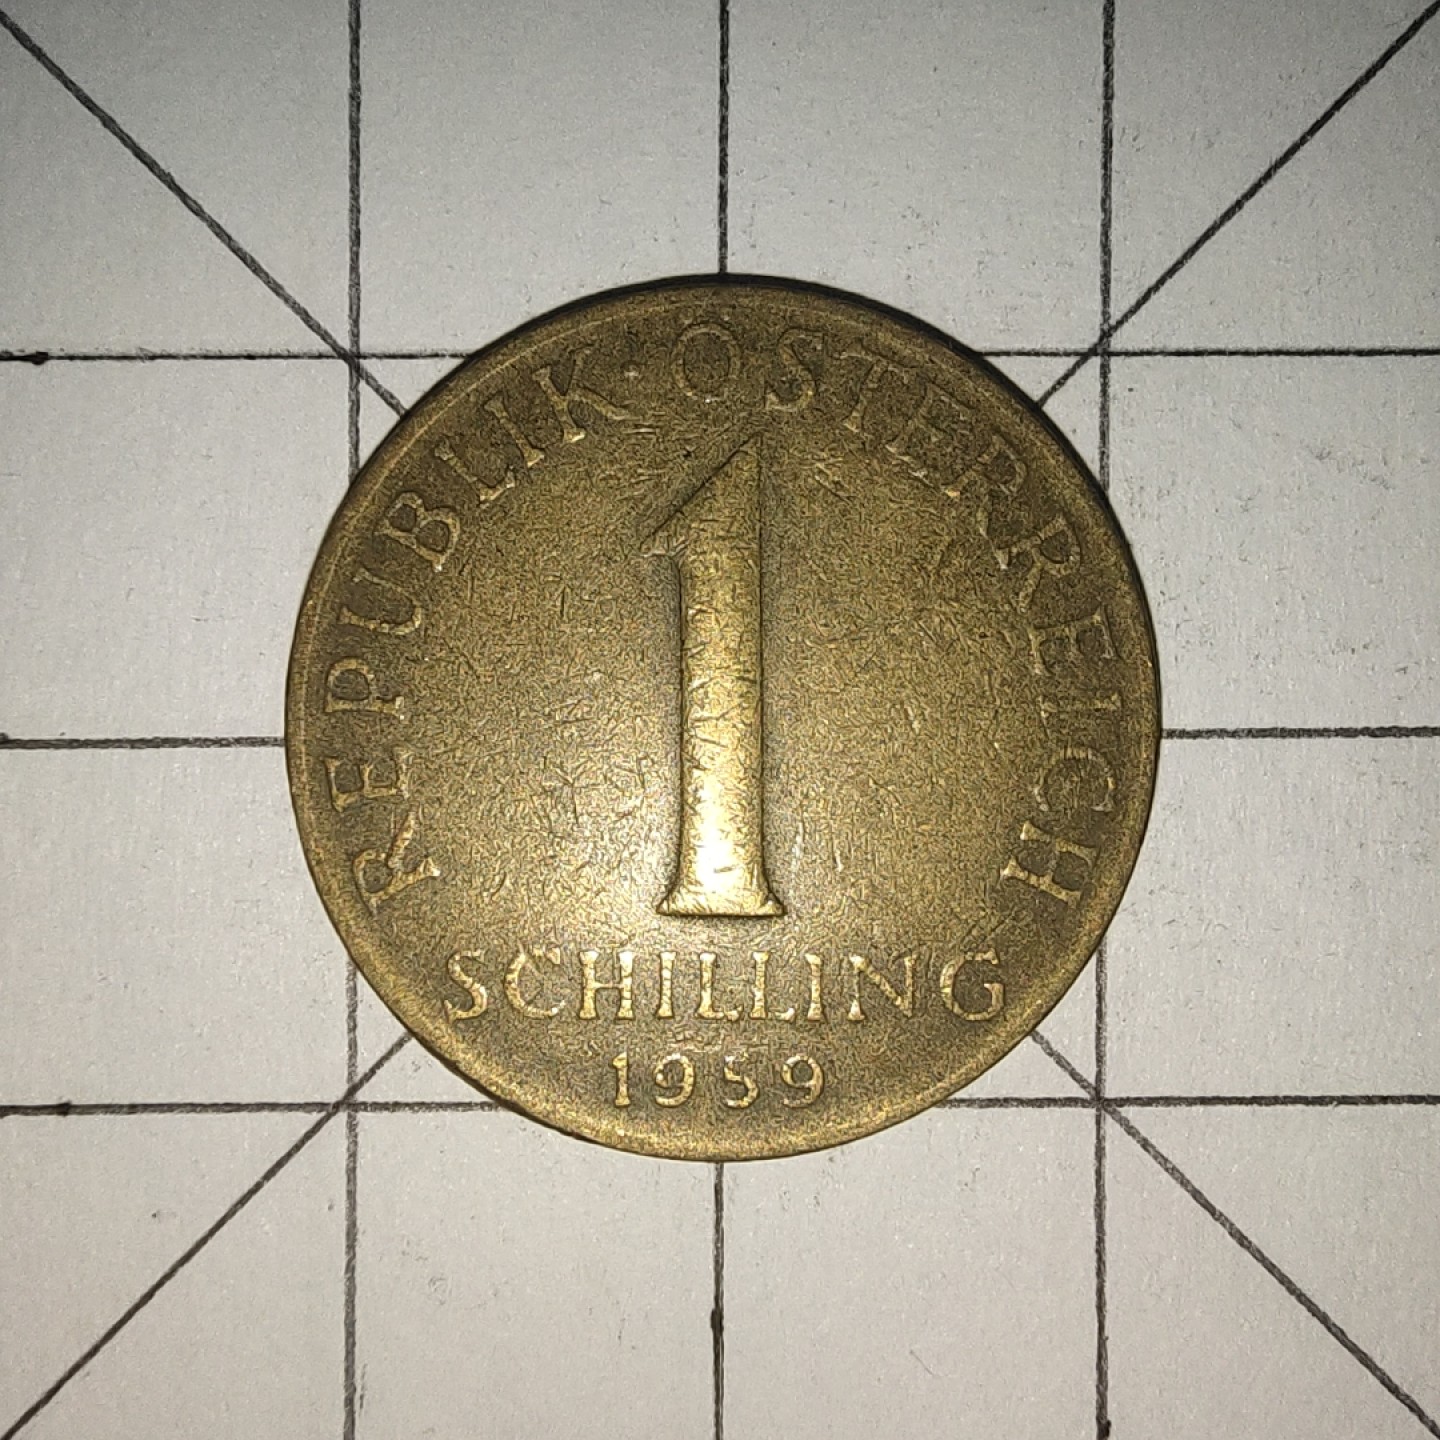 REPUBLIK · ÖSTERREICH
1
SCHILLING
1959